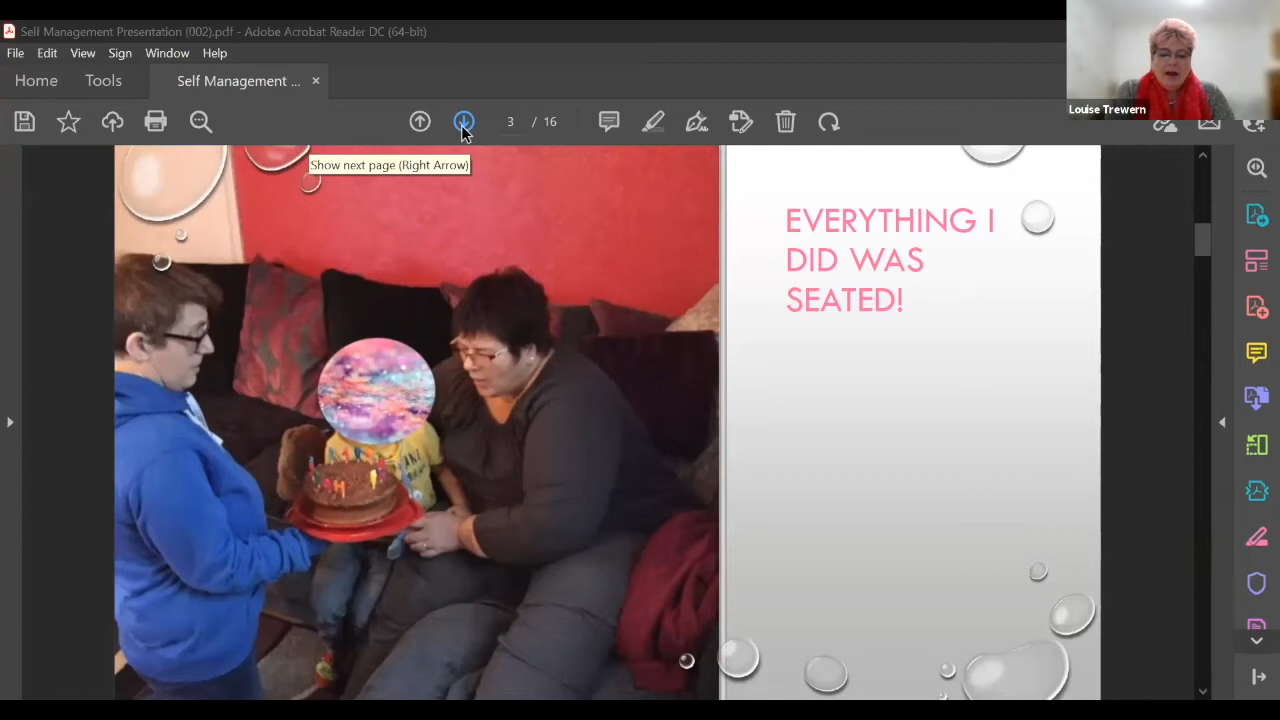 Self Management Presentation (002).pdf - Adobe Acrobat Reader DC (64-bit)
File Edit View Sign Window Help
Home Tools Self Management ... ×
3 / 16
Louise Trewern
Show next page (Right Arrow)
EVERYTHING I
DID WAS
SEATED!